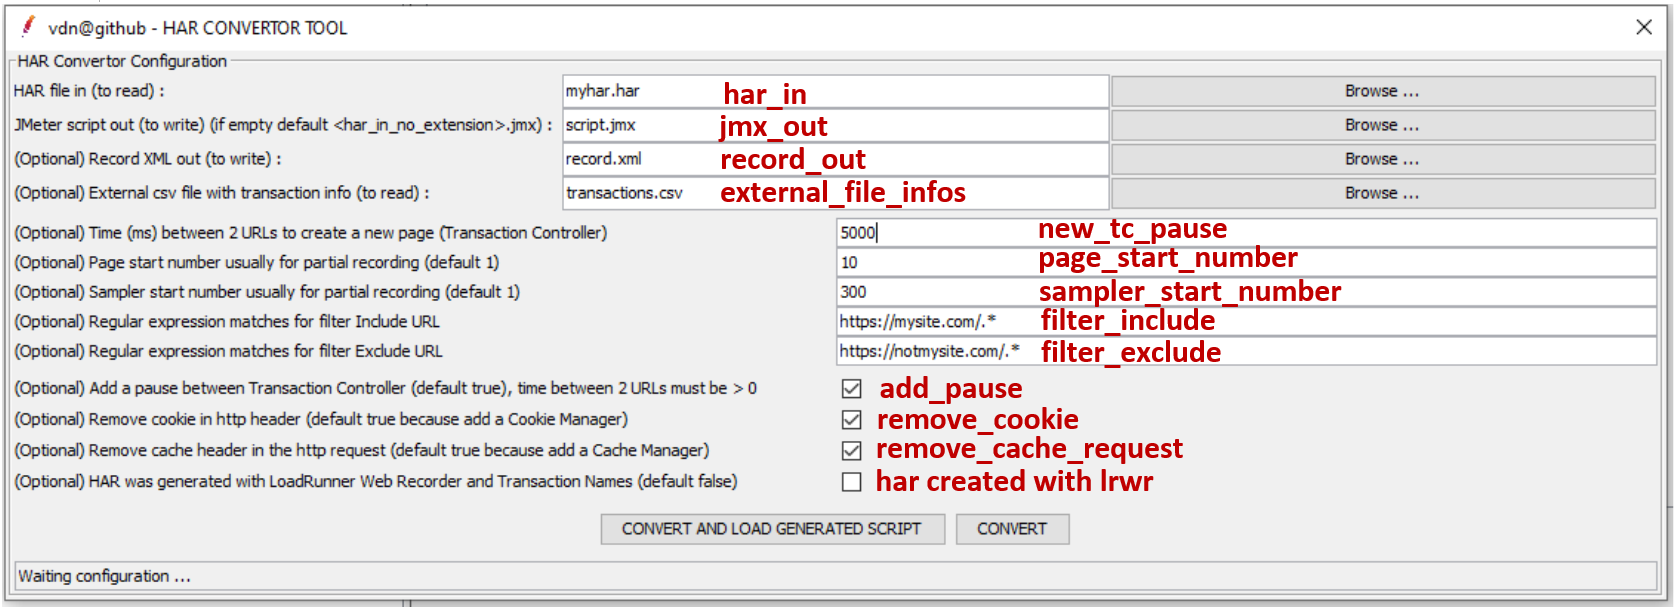 vdn@github - HAR CONVERTOR TOOL
HAR Convertor Configuration
HAR file in (to read) : myhar.har har_in Browse ...
JMeter script out (to write) (if empty default <har_in_no_extension>.jmx) : script.jmx jmx_out Browse ...
(Optional) Record XML out (to write) : record.xml record_out Browse ...
(Optional) External csv file with transaction info (to read) : transactions.csv external_file_infos Browse ...
(Optional) Time (ms) between 2 URLs to create a new page (Transaction Controller) 5000 new_tc_pause
(Optional) Page start number usually for partial recording (default 1) 10 page_start_number
(Optional) Sampler start number usually for partial recording (default 1) 300 sampler_start_number
(Optional) Regular expression matches for filter Include URL https://mysite.com/.* filter_include
(Optional) Regular expression matches for filter Exclude URL https://notmysite.com/.* filter_exclude
(Optional) Add a pause between Transaction Controller (default true), time between 2 URLs must be > 0 add_pause
(Optional) Remove cookie in http header (default true because add a Cookie Manager) remove_cookie
(Optional) Remove cache header in the http request (default true because add a Cache Manager) remove_cache_request
(Optional) HAR was generated with LoadRunner Web Recorder and Transaction Names (default false) har created with lrwr
CONVERT AND LOAD GENERATED SCRIPT CONVERT
Waiting configuration ...